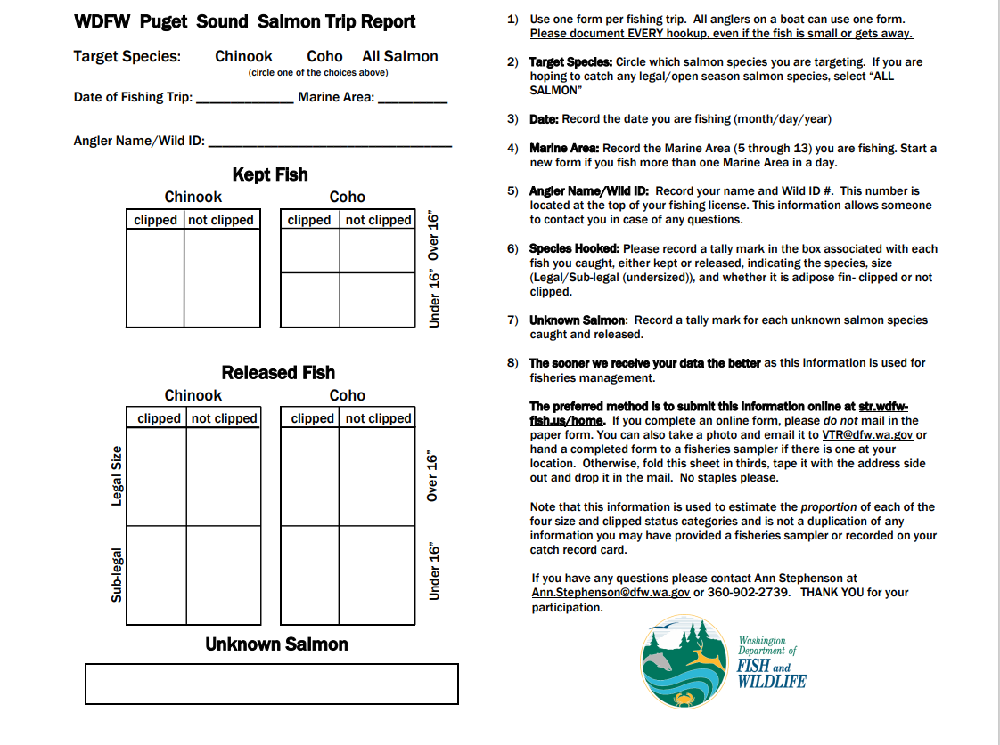 WDFW Puget Sound Salmon Trip Report
Target Species: Chinook Coho All Salmon
(circle one of the choices above)
Date of Fishing Trip: ______________ Marine Area: __________
Angler Name/Wild ID: ___________________________________
Kept Fish
Chinook Coho
clipped not clipped clipped not clipped
Over 16”
Under 16”
Released Fish
Chinook Coho
clipped not clipped clipped not clipped
Legal Size
Over 16”
Sub-legal
Under 16”
Unknown Salmon
1) Use one form per fishing trip. All anglers on a boat can use one form.
Please document EVERY hookup, even if the fish is small or gets away.
2) Target Species: Circle which salmon species you are targeting. If you are
hoping to catch any legal/open season salmon species, select “ALL
SALMON”
3) Date: Record the date you are fishing (month/day/year)
4) Marine Area: Record the Marine Area (5 through 13) you are fishing. Start a
new form if you fish more than one Marine Area in a day.
5) Angler Name/Wild ID: Record your name and Wild ID #. This number is
located at the top of your fishing license. This information allows someone
to contact you in case of any questions.
6) Species Hooked: Please record a tally mark in the box associated with each
fish you caught, either kept or released, indicating the species, size
(Legal/Sub-legal (undersized)), and whether it is adipose fin- clipped or not
clipped.
7) Unknown Salmon: Record a tally mark for each unknown salmon species
caught and released.
8) The sooner we receive your data the better as this information is used for
fisheries management.
The preferred method is to submit this information online at str.wdfw-
fish.us/home. If you complete an online form, please do not mail in the
paper form. You can also take a photo and email it to VTR@dfw.wa.gov or
hand a completed form to a fisheries sampler if there is one at your
location. Otherwise, fold this sheet in thirds, tape it with the address side
out and drop it in the mail. No staples please.
Note that this information is used to estimate the proportion of each of the
four size and clipped status categories and is not a duplication of any
information you may have provided a fisheries sampler or recorded on your
catch record card.
If you have any questions please contact Ann Stephenson at
Ann.Stephenson@dfw.wa.gov or 360-902-2739. THANK YOU for your
participation.
Washington
Department of
FISH and
WILDLIFE